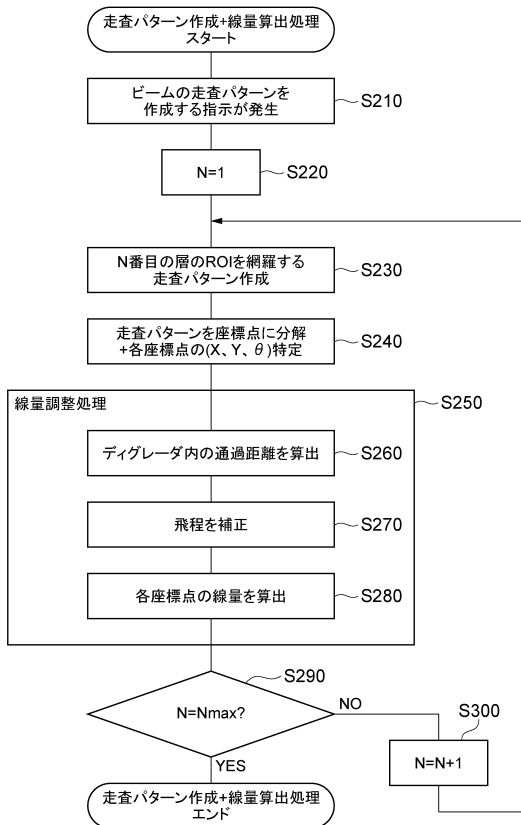 走査パターン作成+線量算出処理
スタート
ビームの走査パターンを
作成する指示が発生
S210
N=1
S220
N番目の層のROIを網羅する
走査パターン作成
S230
走査パターンを座標点に分解
+各座標点の(X、Y、θ)特定
S240
線量調整処理
S250
ディグレーダ内の通過距離を算出
S260
飛程を補正
S270
各座標点の線量を算出
S280
S290
N=Nmax?
NO
S300
N=N+1
YES
走査パターン作成+線量算出処理
エンド